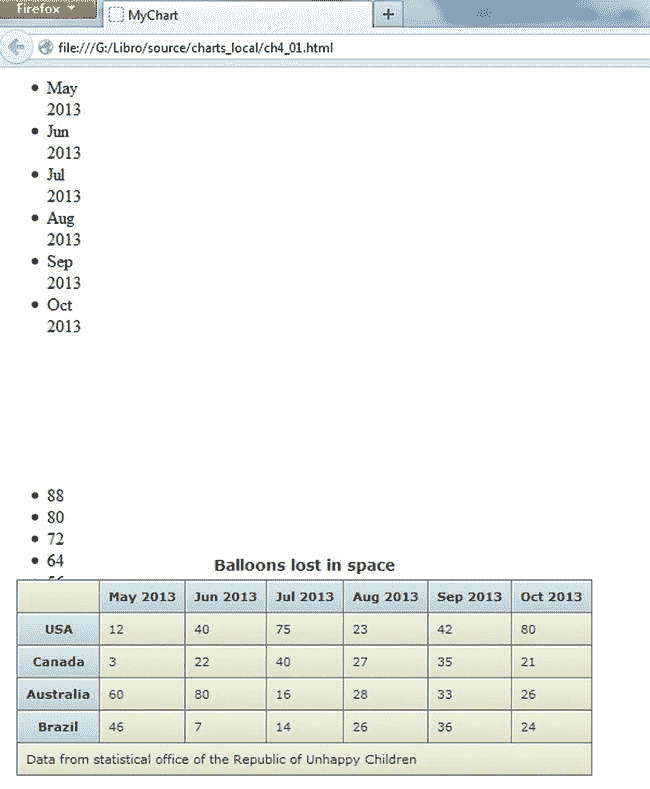 Firefox
MyChart
file:///G:/Libro/source/charts_local/ch4_01.html
May
2013
Jun
2013
Jul
2013
Aug
2013
Sep
2013
Oct
2013
88
80
72
64
Balloons lost in space
May 2013 Jun 2013 Jul 2013 Aug 2013 Sep 2013 Oct 2013
USA 12 40 75 23 42 80
Canada 3 22 40 27 35 21
Australia 60 80 16 28 33 26
Brazil 46 7 14 26 36 24
Data from statistical office of the Republic of Unhappy Children